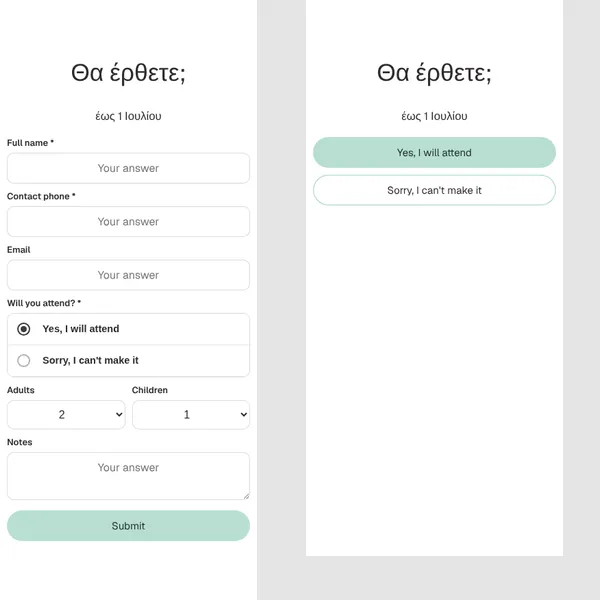 Θα έρθετε;
έως 1 Ιουλίου
Full name *
Your answer
Contact phone *
Your answer
Email
Your answer
Will you attend? *
Yes, I will attend
Sorry, I can't make it
Adults
Children
2
1
Notes
Your answer
Submit
Θα έρθετε;
έως 1 Ιουλίου
Yes, I will attend
Sorry, I can't make it